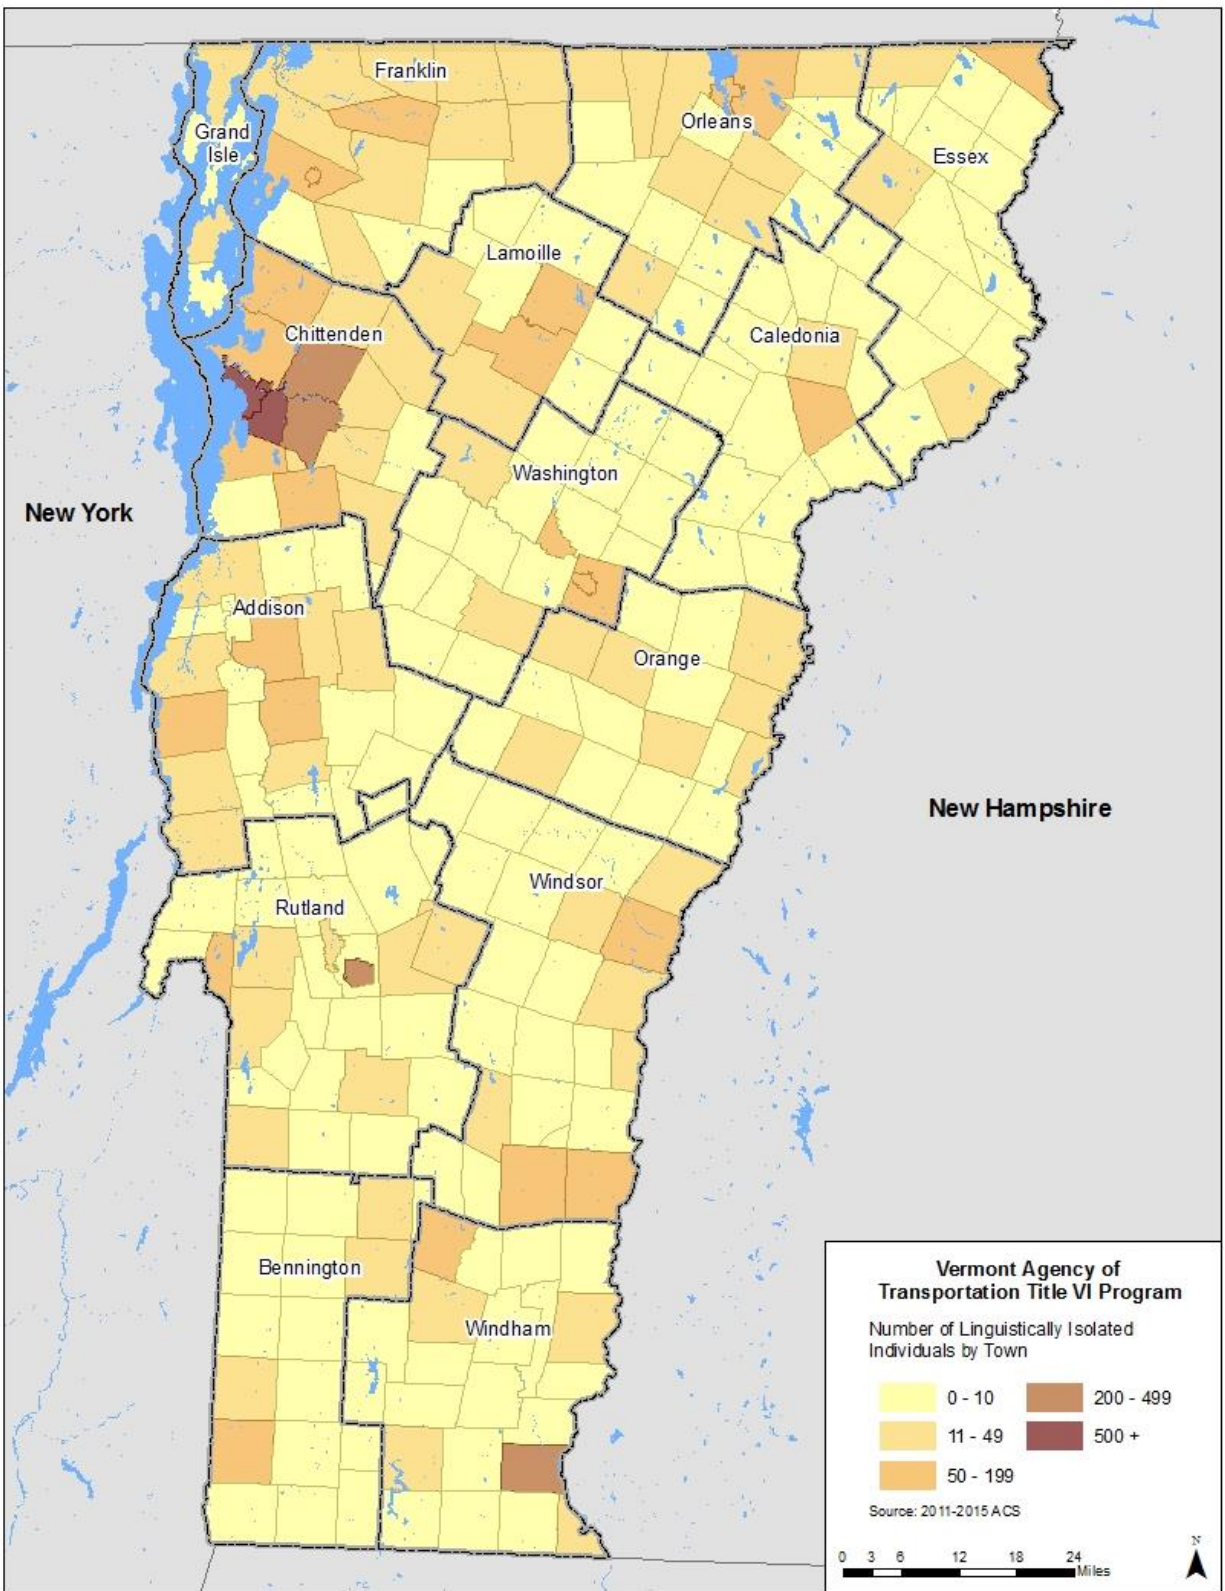 Franklin
Grand
Isle
Orleans
Essex
Lamoille
Chittenden
Caledonia
Washington
New York
Addison
Orange
New Hampshire
Windsor
Rutland
Bennington
Windham
Vermont Agency of
Transportation Title VI Program
Number of Linguistically Isolated
Individuals by Town
0 - 10
200 - 499
11 - 49
500 +
50 - 199
Source: 2011-2015 ACS
N
0 3 6 12 18 24
Miles